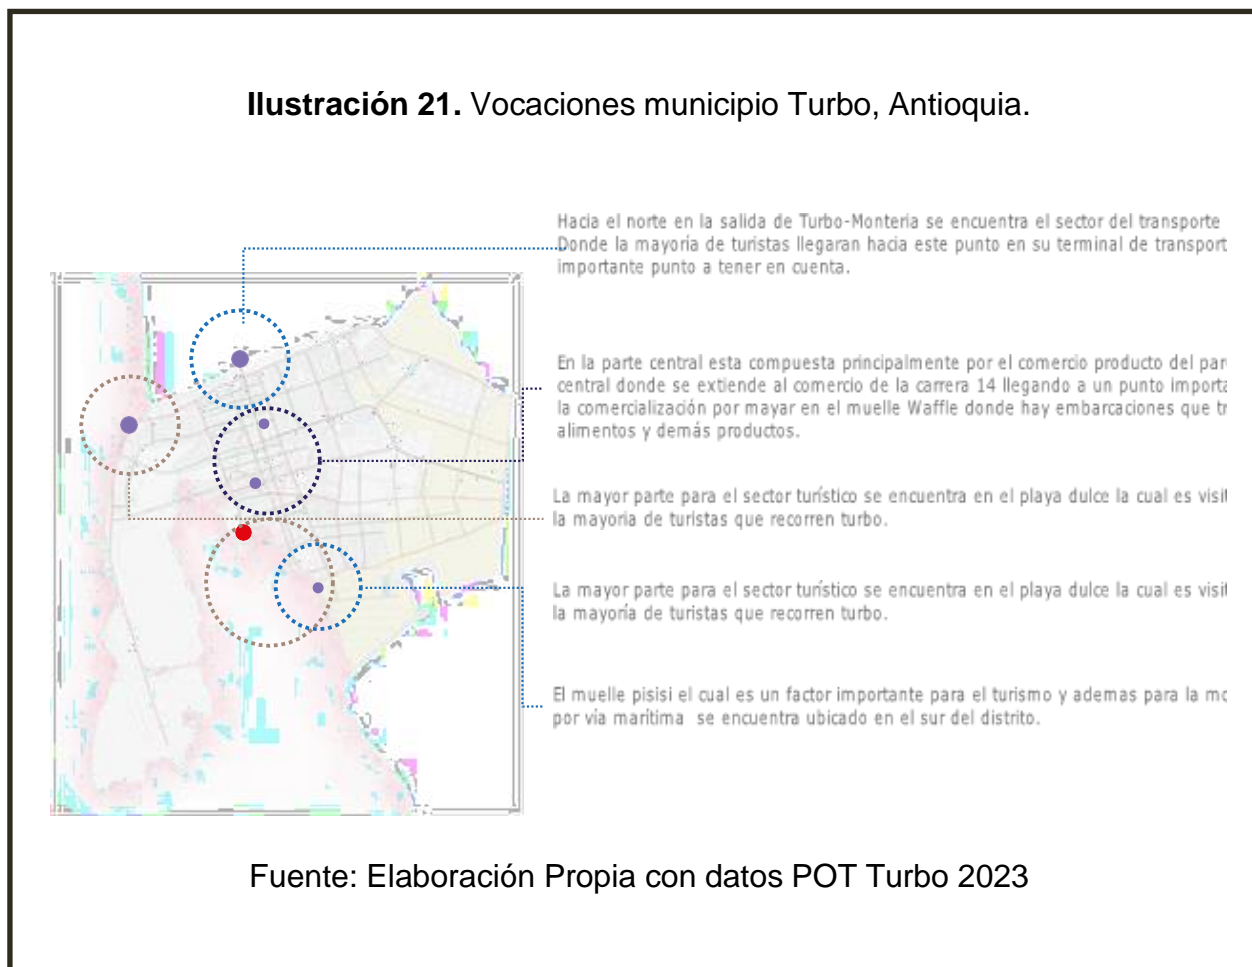 Ilustración 21. Vocaciones municipio Turbo, Antioquia.
Hacia el norte en la salida de Turbo-Monteria se encuentra el sector del transporte
Donde la mayoría de turistas llegaran hacia este punto en su terminal de transport
importante punto a tener en cuenta.
En la parte central esta compuesta principalmente por el comercio producto del par
central donde se extiende al comercio de la carrera 14 llegando a un punto importa
la comercialización por mayar en el muelle Waffle donde hay embarcaciones que tr
alimentos y demás productos.
La mayor parte para el sector turístico se encuentra en el playa dulce la cual es visit
la mayoria de turistas que recorren turbo.
La mayor parte para el sector turístico se encuentra en el playa dulce la cual es visit
la mayoría de turistas que recorren turbo.
El muelle pisisi el cual es un factor importante para el turismo y ademas para la mo
por vía marítima se encuentra ubicado en el sur del distrito.
Fuente: Elaboración Propia con datos POT Turbo 2023